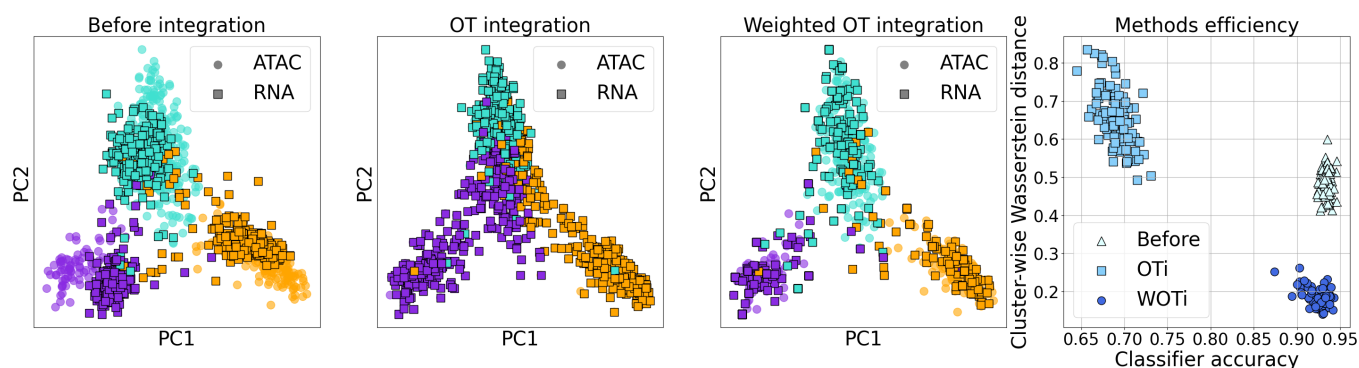 Before integration
ATAC
RNA
PC2
PC1
OT integration
ATAC
RNA
PC2
PC1
Weighted OT integration
ATAC
RNA
PC2
PC1
Methods efficiency
Cluster-wise Wasserstein distance
0.8
0.7
0.6
0.5
0.4
0.3
0.2
Before
OTi
WOTi
0.65 0.70 0.75 0.80 0.85 0.90 0.95
Classifier accuracy